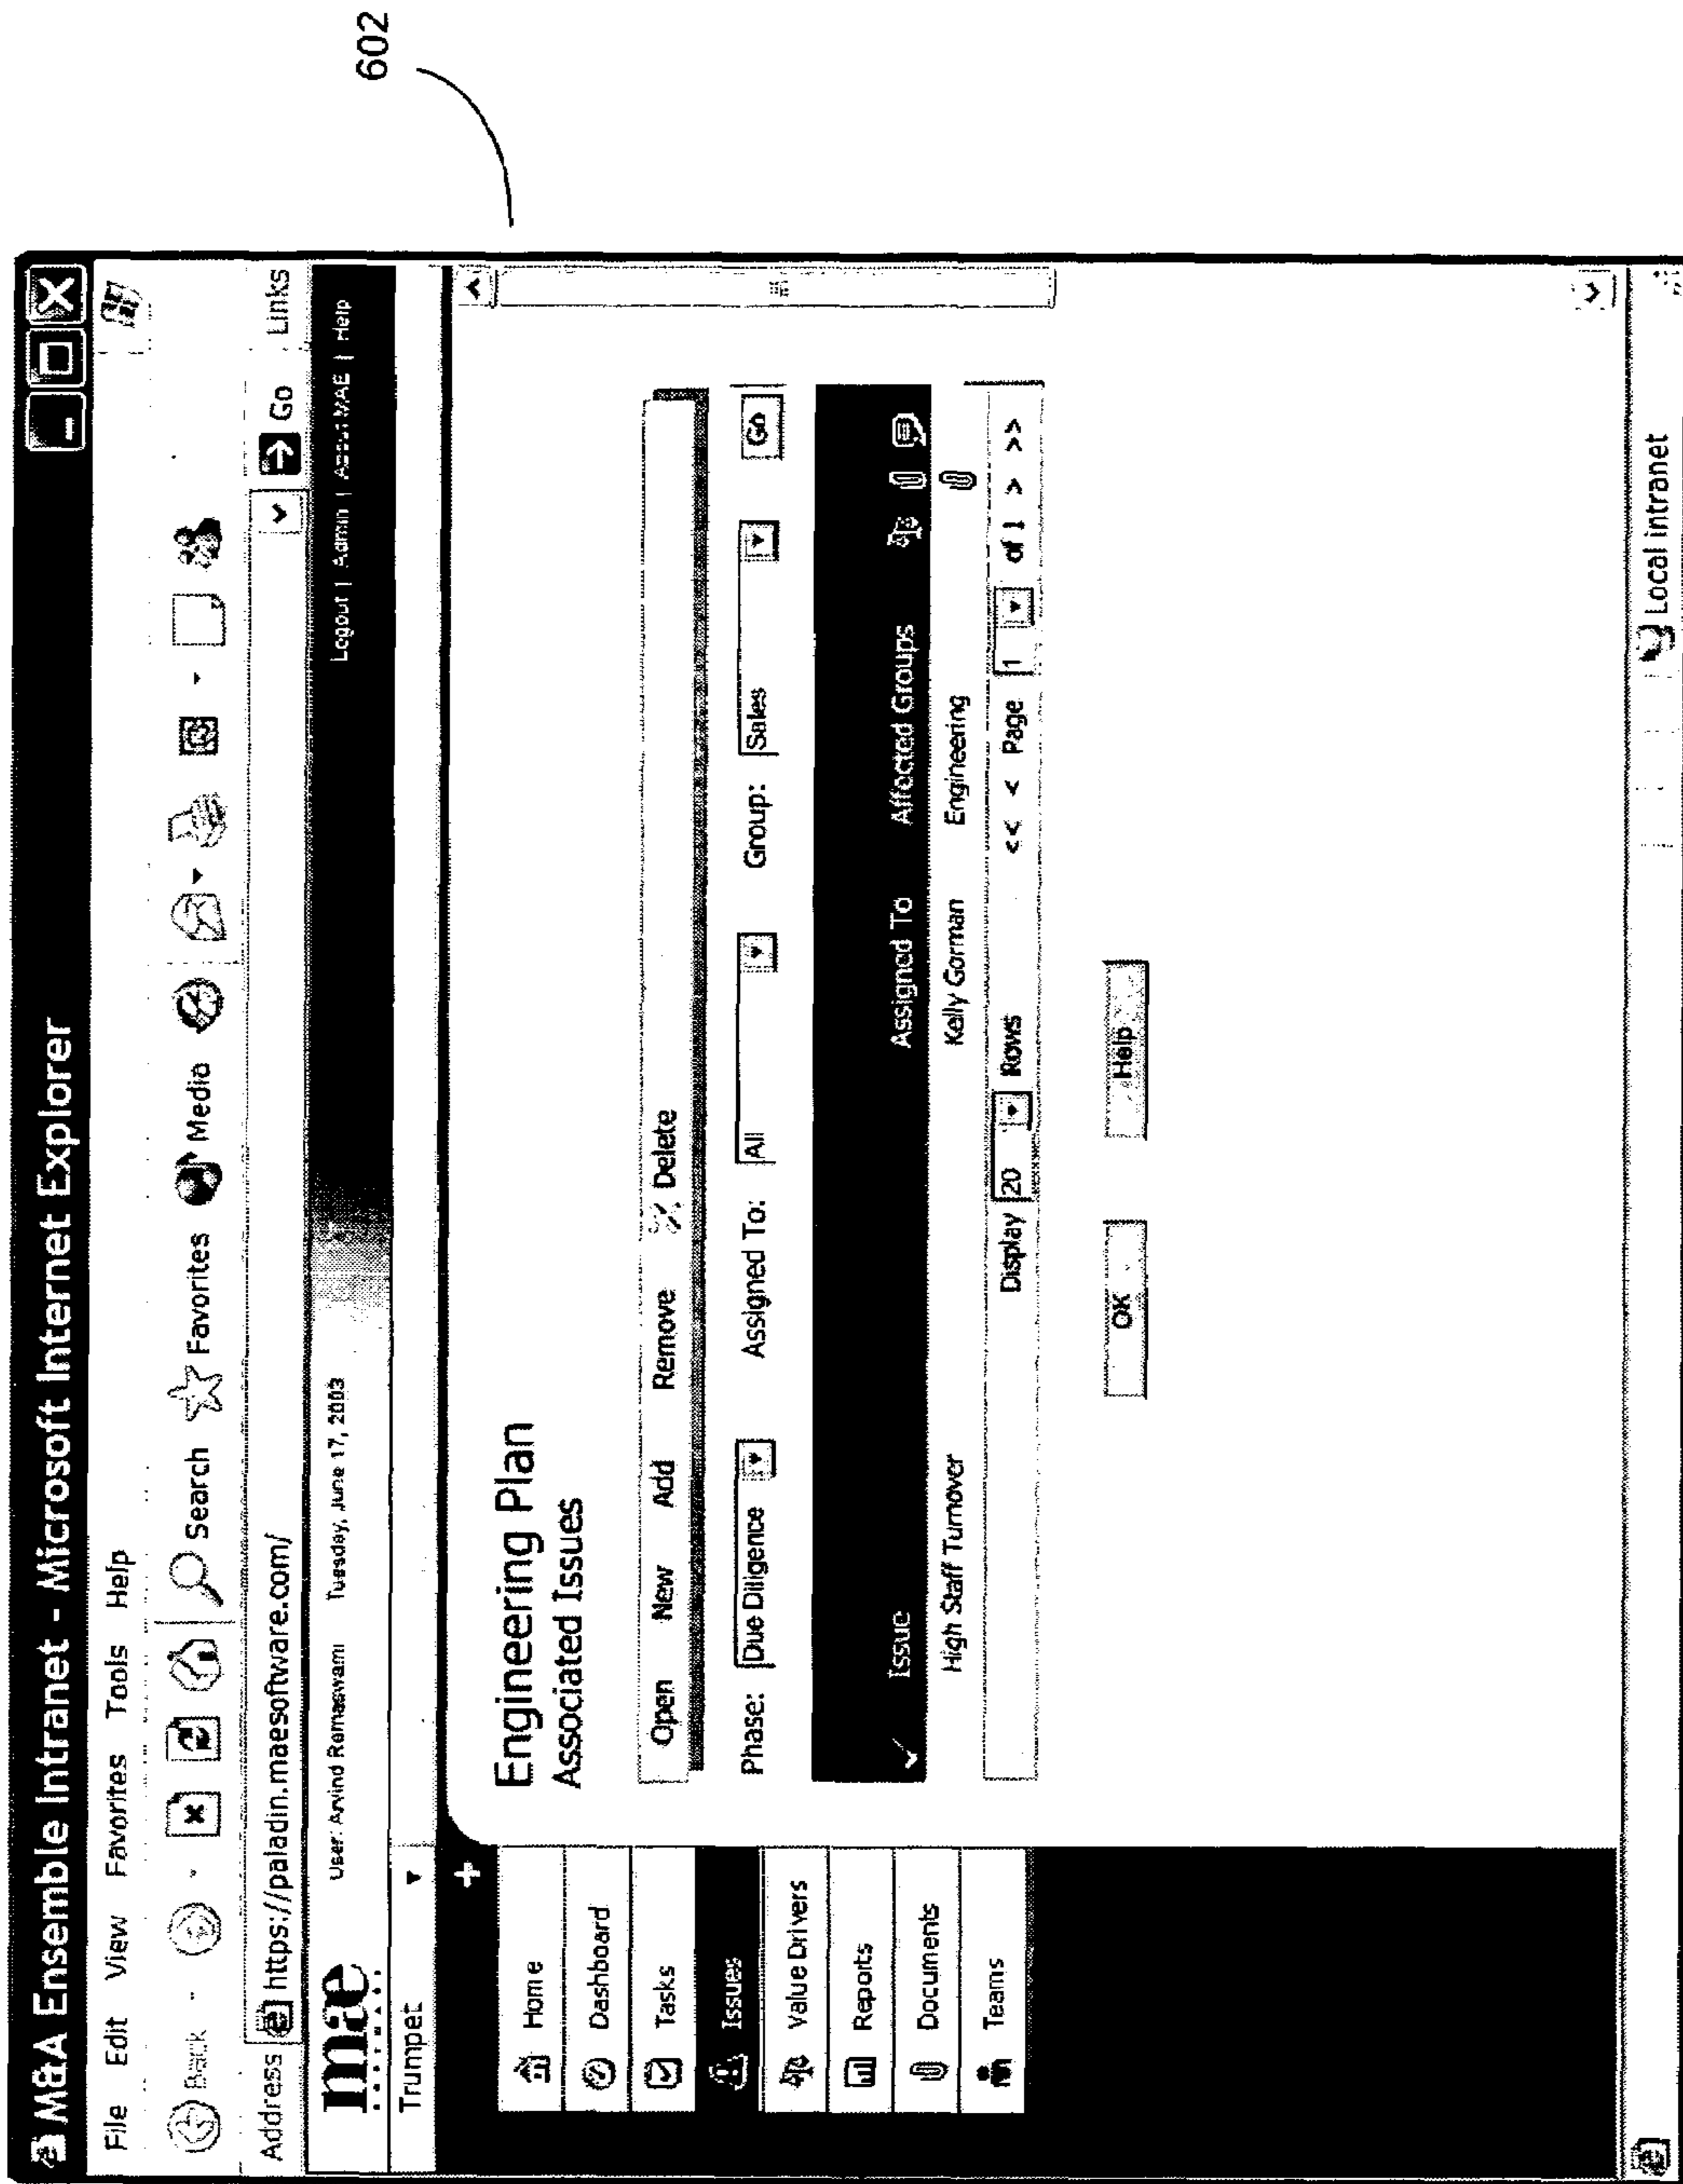 602
M&A Ensemble Intranet - Microsoft Internet Explorer
File Edit View Favorites Tools Help
Back Search Favorites Media
Address https://paladin.maesoftware.com/ Go Links
mae User: Arvind Ramaswami Tuesday, June 17, 2003 Logout | Admin | About MAE | Help
Trumpet
Home
Dashboard
Tasks
Issues
Value Drivers
Reports
Documents
Teams
Engineering Plan
Associated Issues
Open New Add Remove Delete
Phase: Due Diligence Assigned To: All Group: Sales Go
Issue Assigned To Affected Groups
High Staff Turnover Kelly Gorman Engineering
Display 20 Rows << < Page 1 of 1 > >>
OK Help
Local intranet